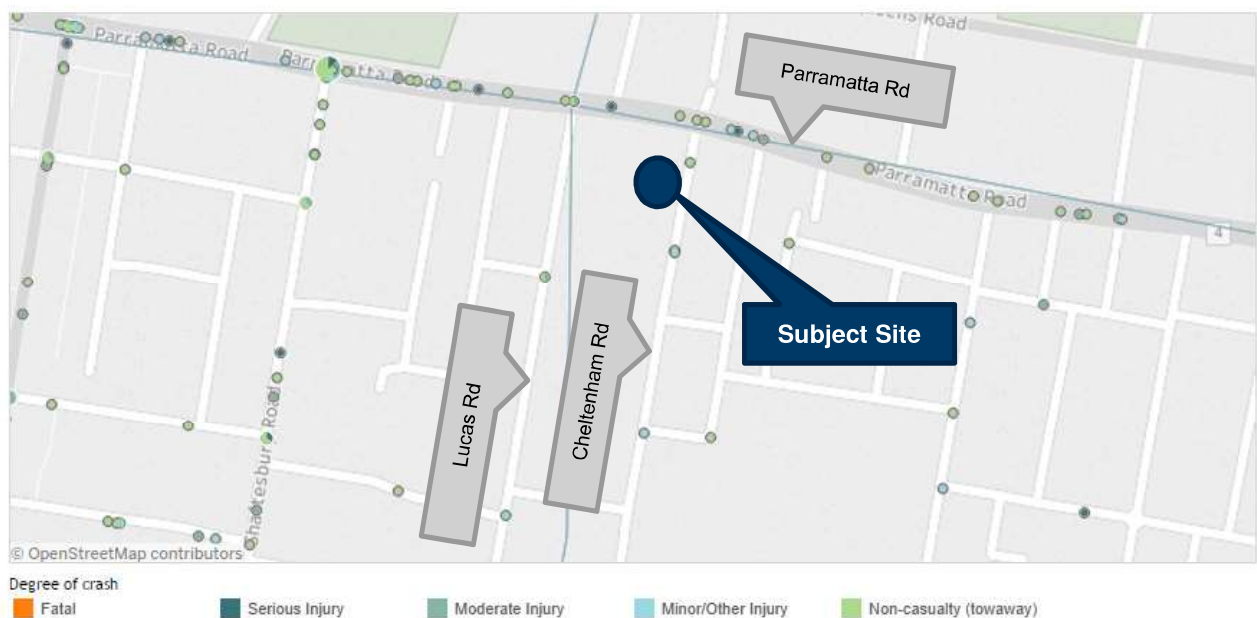 Road
Parramatta Road
Parramatta Road
Parramatta Rd
Parramatta Road
4
Subject Site
Cheltenham Rd
Lucas Rd
Shaftesbury Road
© OpenStreetMap contributors
Degree of crash
Fatal
Serious Injury
Moderate Injury
Minor/Other Injury
Non-casualty (towaway)